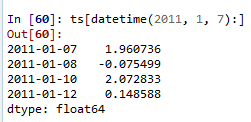 In [60]: ts[datetime(2011, 1, 7):]
Out[60]:
2011-01-07    1.960736
2011-01-08   -0.075499
2011-01-10    2.072833
2011-01-12    0.148588
dtype: float64